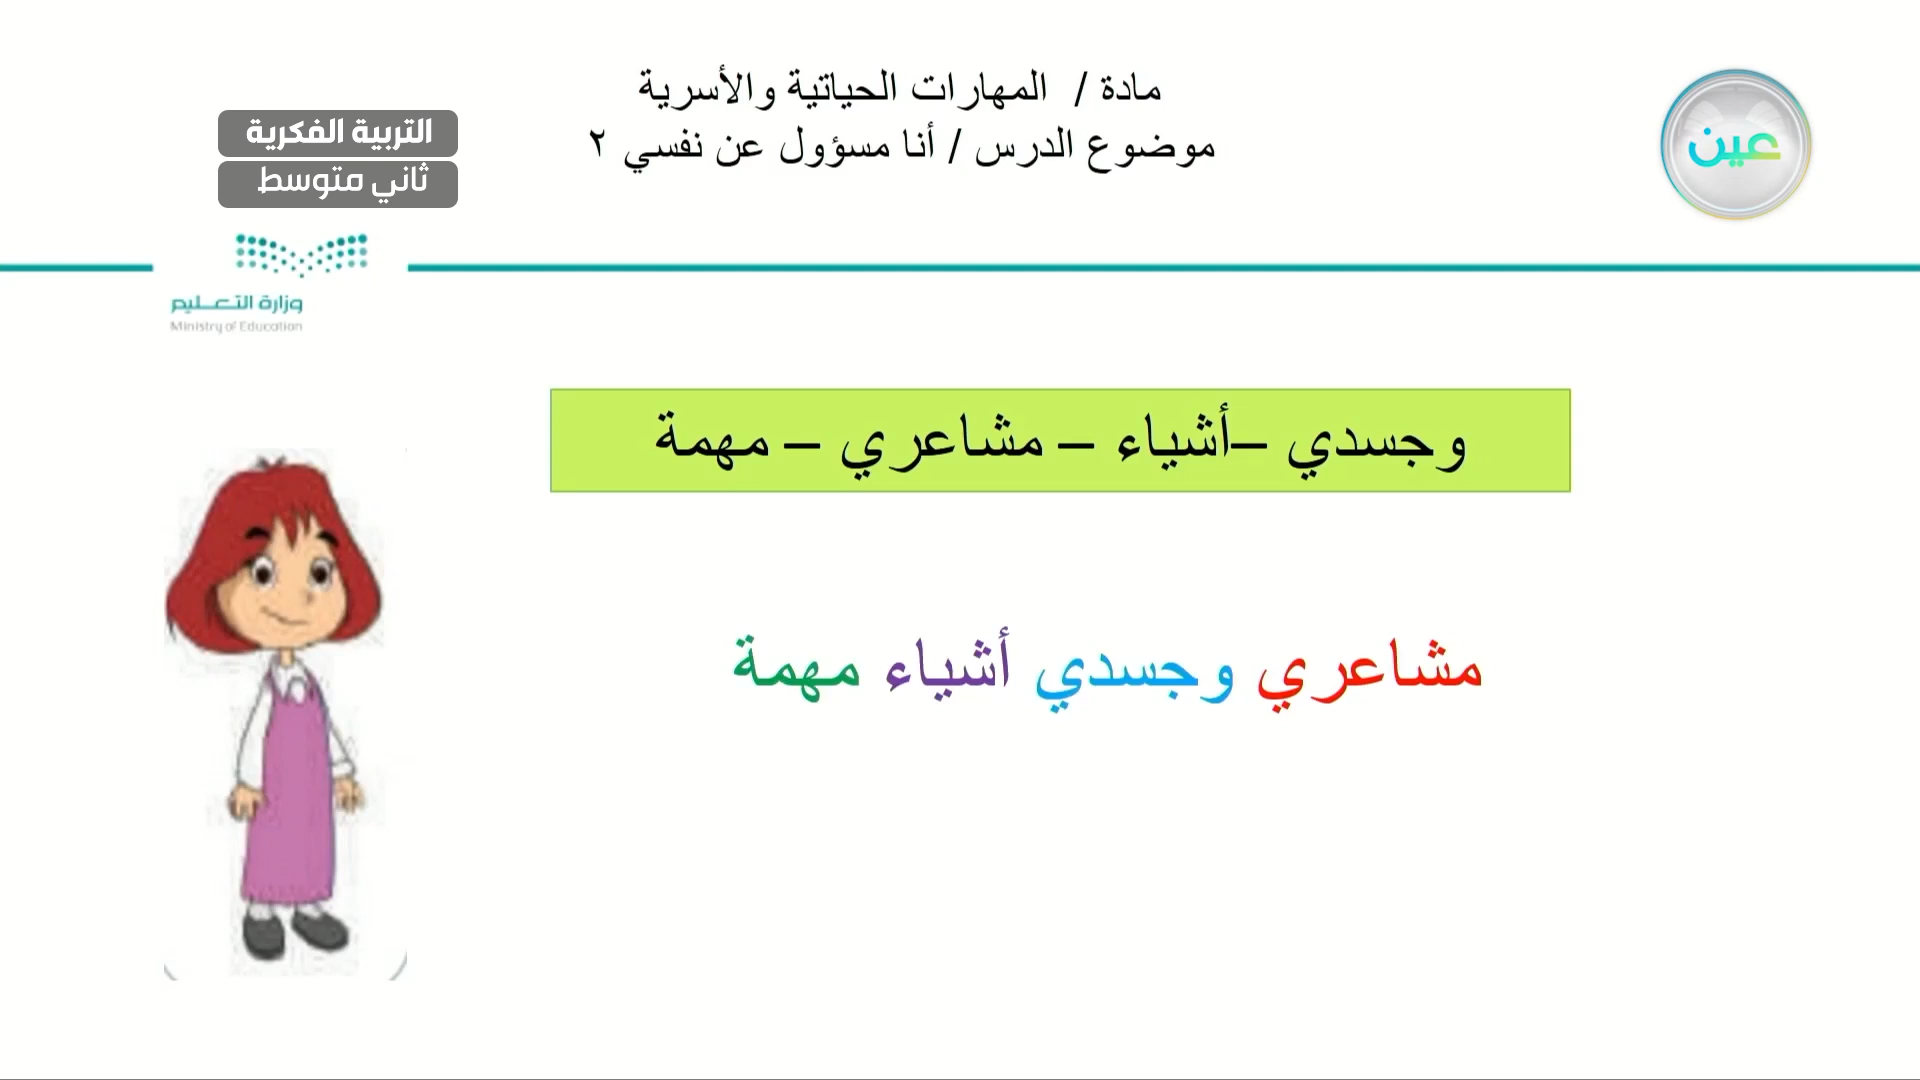 مادة / المهارات الحياتية والأسرية
موضوع الدرس / أنا مسؤول عن نفسي ٢
عين
التربية الفكرية
ثاني متوسط
وزارة التعليم
Ministry of Education
وجسدي –أشياء – مشاعري – مهمة
مشاعري وجسدي أشياء مهمة